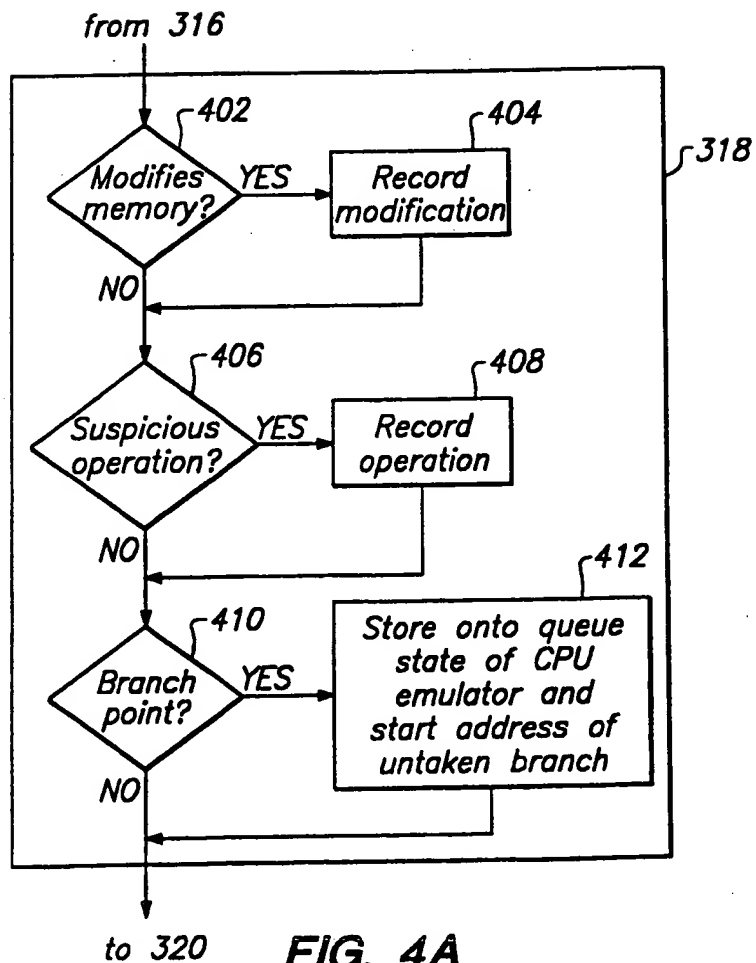 from 316
402
404
318
Modifies
memory?
YES
Record
modification
NO
406
408
Suspicious
operation?
YES
Record
operation
NO
412
410
Store onto queue
state of CPU
emulator and
start address of
untaken branch
Branch
point?
YES
NO
to 320
FIG. 4A